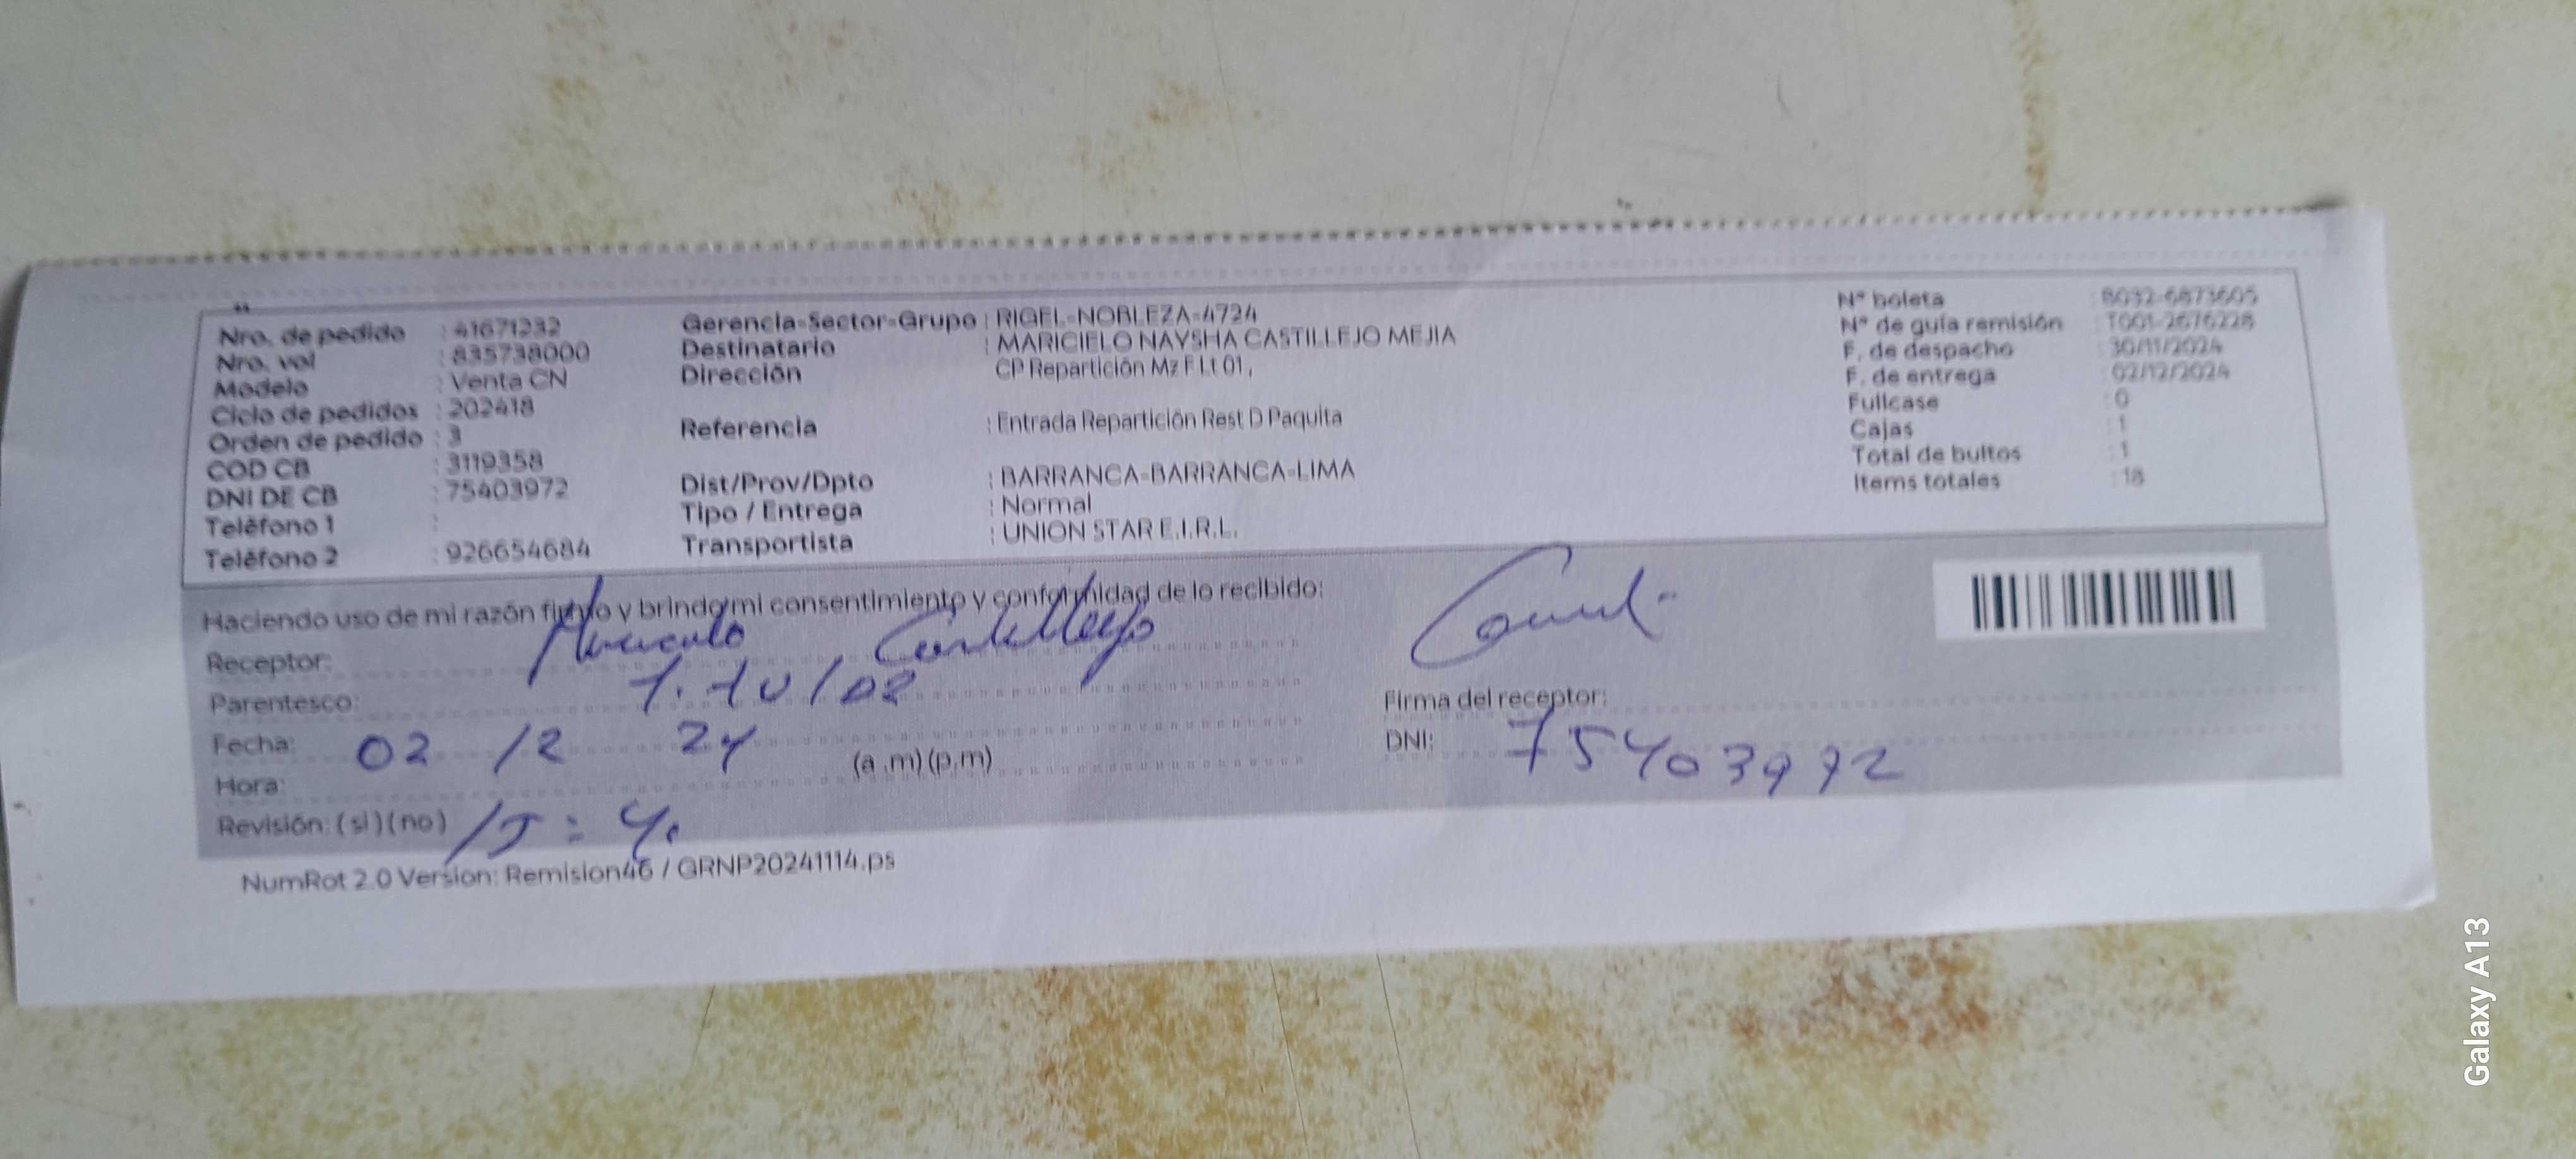 Nro. de pedido : 41671232
Nro. vol : 835738000
Modelo : Venta CN
Ciclo de pedidos : 202418
Orden de pedido : 3
COD CB : 3119358
DNI DE CB : 75403972
Teléfono 1 :
Teléfono 2 : 926654684
Gerencia-Sector-Grupo : RIGEL-NOBLEZA-4724
Destinatario : MARICIELO NAYSHA CASTILLEJO MEJIA
Dirección CP Repartición Mz F Lt 01,
Referencia : Entrada Repartición Rest D Paquita
Dist/Prov/Dpto : BARRANCA-BARRANCA-LIMA
Tipo / Entrega : Normal
Transportista : UNION STAR E.I.R.L.
N° boleta : B032-6873605
N° de guía remisión : T001-2676228
F. de despacho : 30/11/2024
F. de entrega : 02/12/2024
Fullcase : 0
Cajas : 1
Total de bultos : 1
Items totales : 18
Haciendo uso de mi razón firmo y brindo mi consentimiento y conformidad de lo recibido:
Receptor: Castillejo
Parentesco:
Fecha: 02 12 24
Hora: (a .m) (p.m)
Revisión: (si) (no) 15:40
Firma del receptor:
DNI: 75403972
NumRot 2.0 Version: Remision46 / GRNP20241114.ps
Galaxy A13